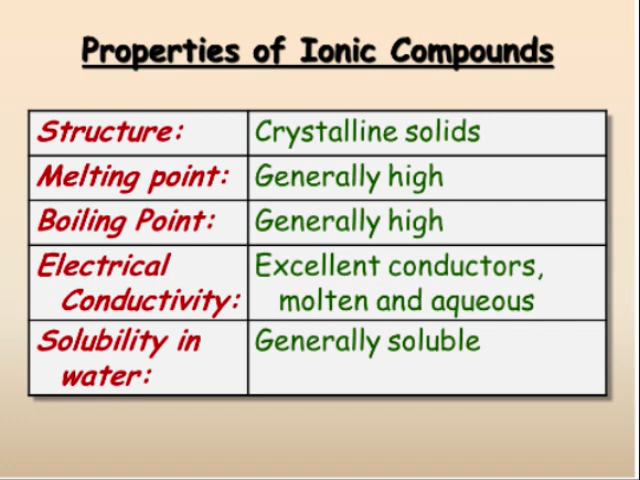 Properties of Ionic Compounds
Structure: Crystalline solids
Melting point: Generally high
Boiling Point: Generally high
Electrical Conductivity: Excellent conductors, molten and aqueous
Solubility in water: Generally soluble